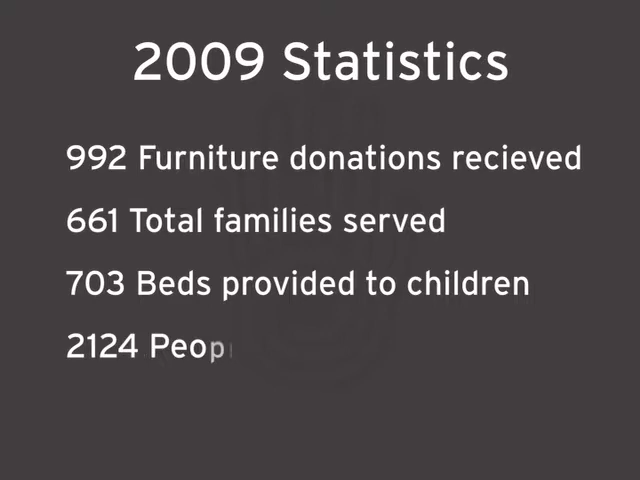 2009 Statistics
992 Furniture donations recieved
661 Total families served
703 Beds provided to children
2124